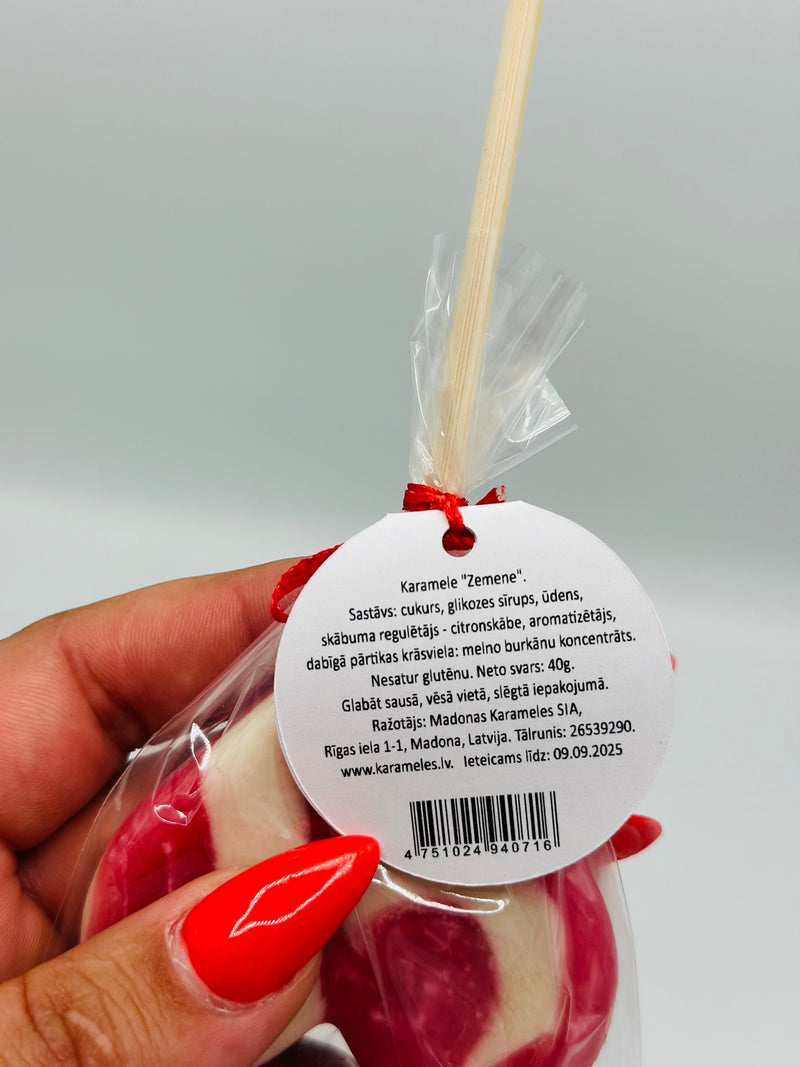 Karamele "Zemene".
Sastāvs: cukurs, glikozes sīrups, ūdens,
skābuma regulētājs - citronskābe, aromatizētājs,
dabīgā pārtikas krāsviela: melno burkānu koncentrāts.
Nesatur glutēnu. Neto svars: 40g.
Glabāt sausā, vēsā vietā, slēgtā iepakojumā.
Ražotājs: Madonas Karameles SIA,
Rīgas iela 1-1, Madona, Latvija. Tālrunis: 26539290.
www.karameles.lv. Ieteicams līdz: 09.09.2025
4 751024 940716